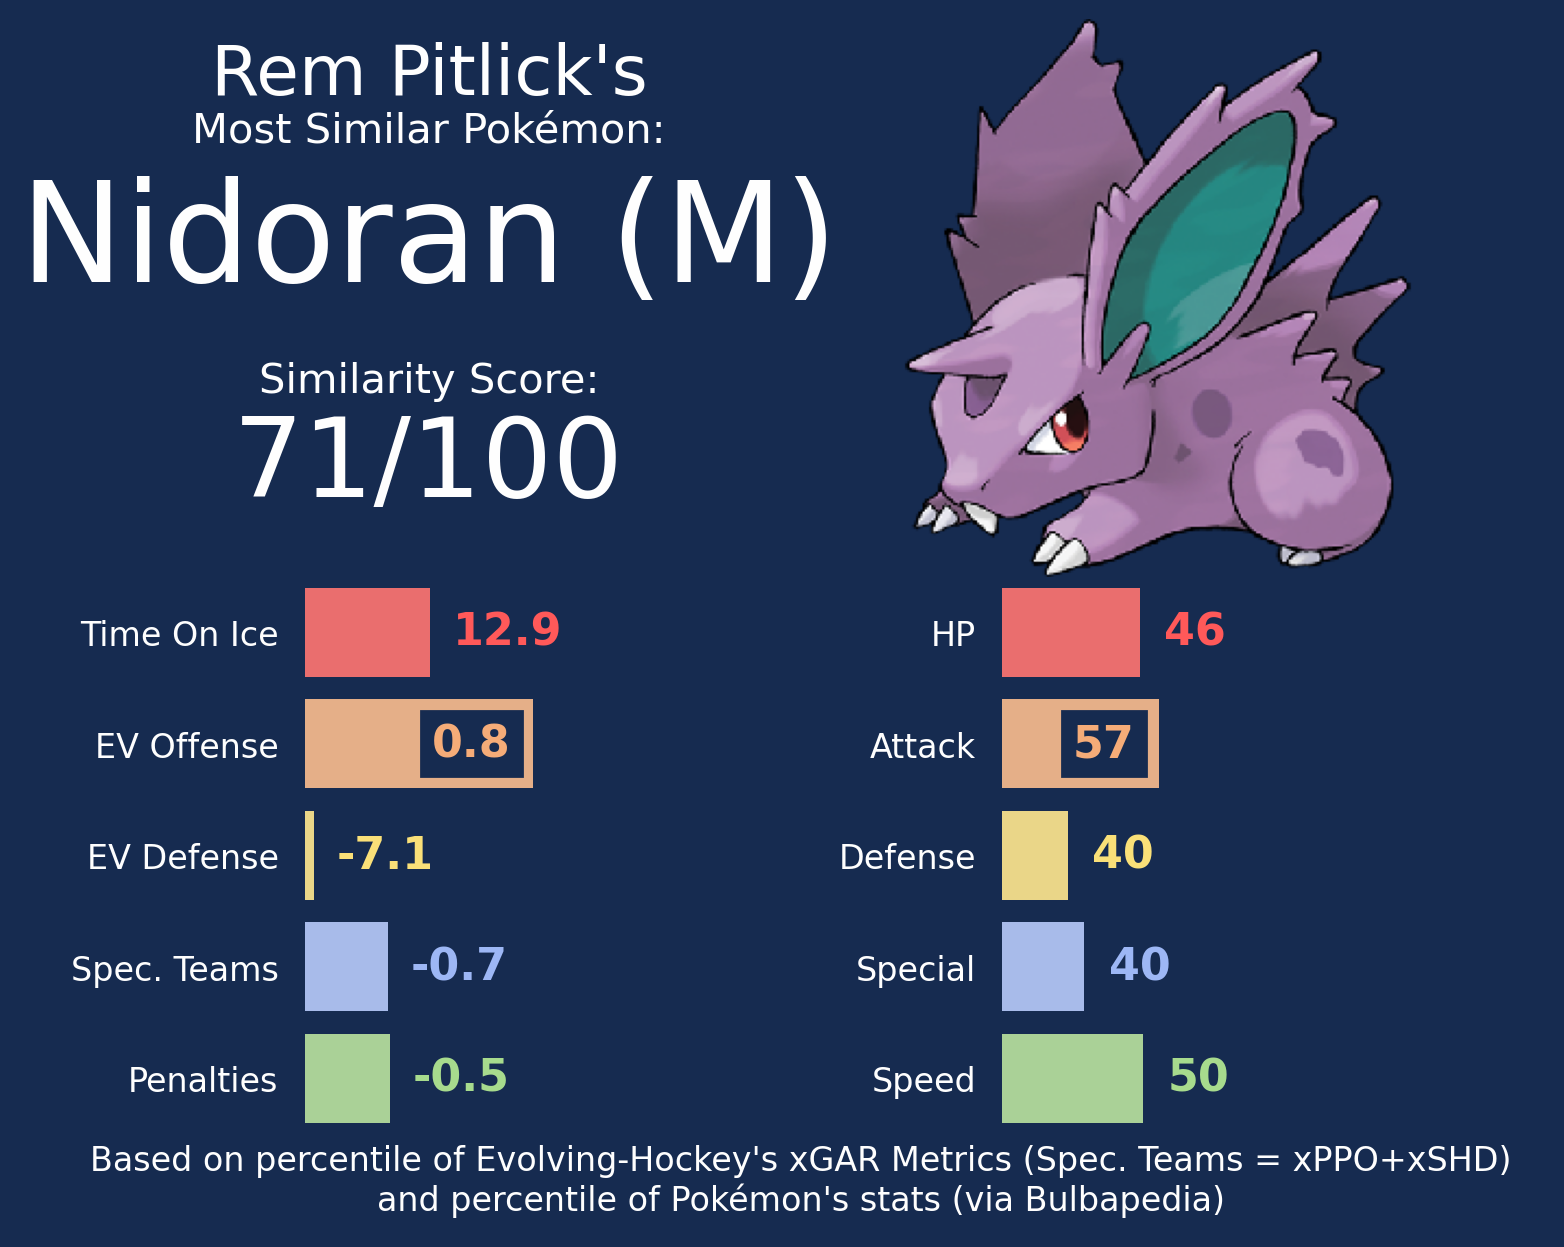 Rem Pitlick's
Most Similar Pokémon:
Nidoran (M)
Similarity Score:
71/100
Time On Ice 12.9
EV Offense 0.8
EV Defense -7.1
Spec. Teams -0.7
Penalties -0.5
HP 46
Attack 57
Defense 40
Special 40
Speed 50
Based on percentile of Evolving-Hockey's xGAR Metrics (Spec. Teams = xPPO+xSHD)
and percentile of Pokémon's stats (via Bulbapedia)